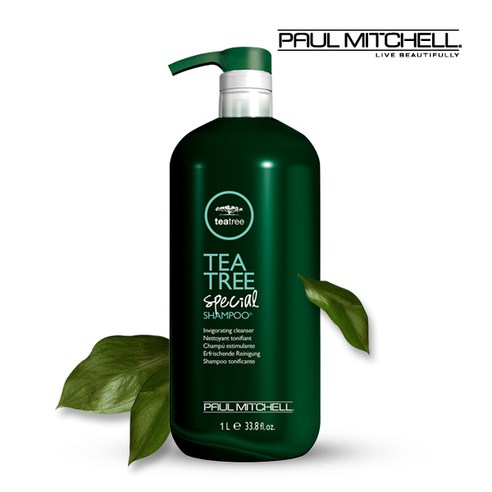 PAUL MITCHELL®
LIVE BEAUTIFULLY
teatree
TEA
TREE
special
SHAMPOO®
Invigorating cleanser
Nettoyant tonifiant
Champú estimulante
Erfrischende Reinigung
Shampoo tonificante
PAUL MITCHELL
1 L ℮ 33.8 fl.oz.